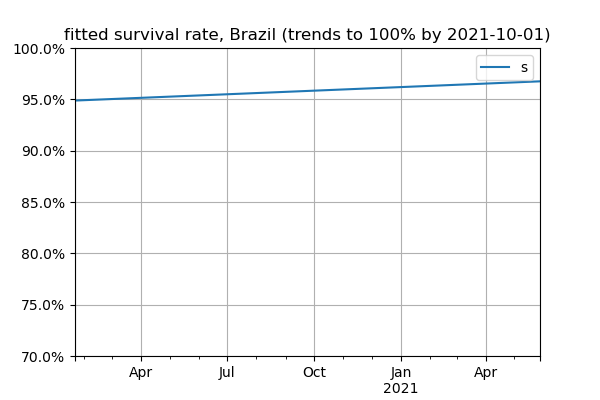 fitted survival rate, Brazil (trends to 100% by 2021-10-01)
100.0%
s
95.0%
90.0%
85.0%
80.0%
75.0%
70.0%
Apr Jul Oct Jan Apr
2021